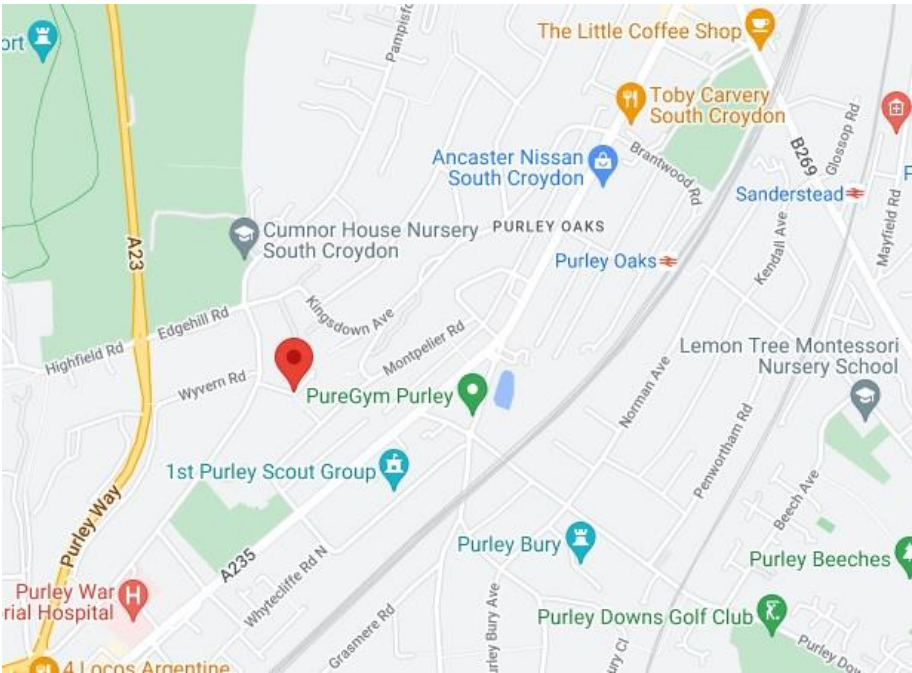 ort
Pampisfo
The Little Coffee Shop
Toby Carvery
South Croydon
Glossop Rd
B269
Brantwood Rd
Ancaster Nissan
South Croydon
Sanderstead
F
Mayfield Rd
A23
Cumnor House Nursery
South Croydon
PURLEY OAKS
Purley Oaks
Kendall Ave
Kingsdown Ave
Edgehill Rd
Highfield Rd
Montpelier Rd
Lemon Tree Montessori
Nursery School
Wyvern Rd
PureGym Purley
Norman Ave
Penwortham Rd
1st Purley Scout Group
Beech Ave
Purley Way
A235
Purley Bury
Purley Beeches
Whytecliffe Rd N
Purley War
rial Hospital
H
Purley Downs Golf Club
Grasmere Rd
urley Bury Ave
ury Cl
Purley Dow
4 Locos Argentine